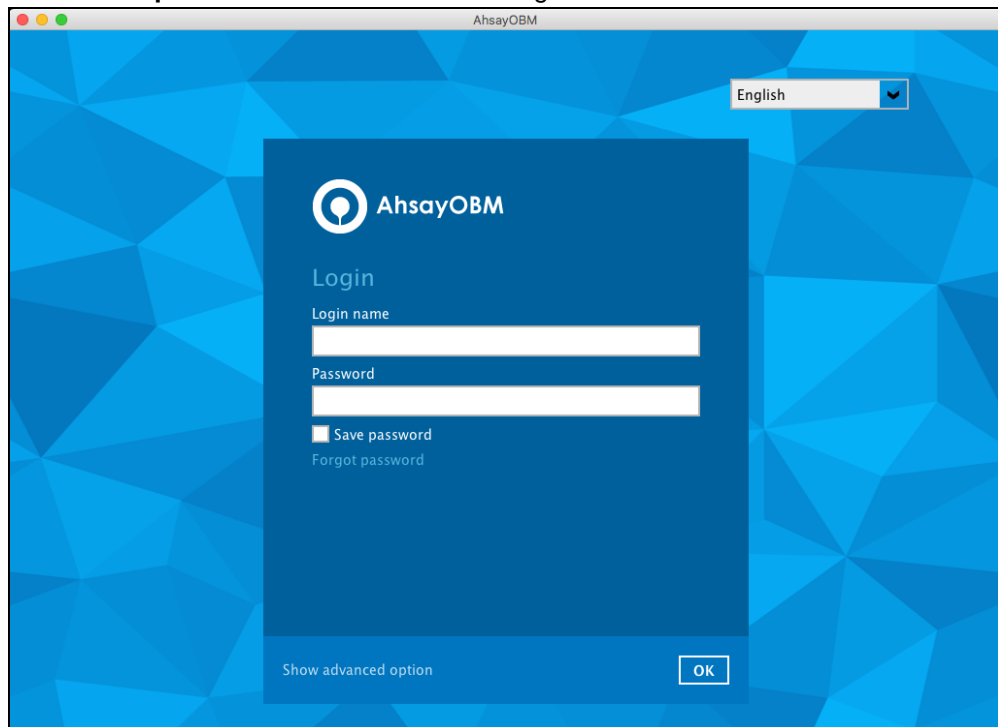 AhsayOBM
English
AhsayOBM
Login
Login name
Password
Save password
Forgot password
Show advanced option
OK